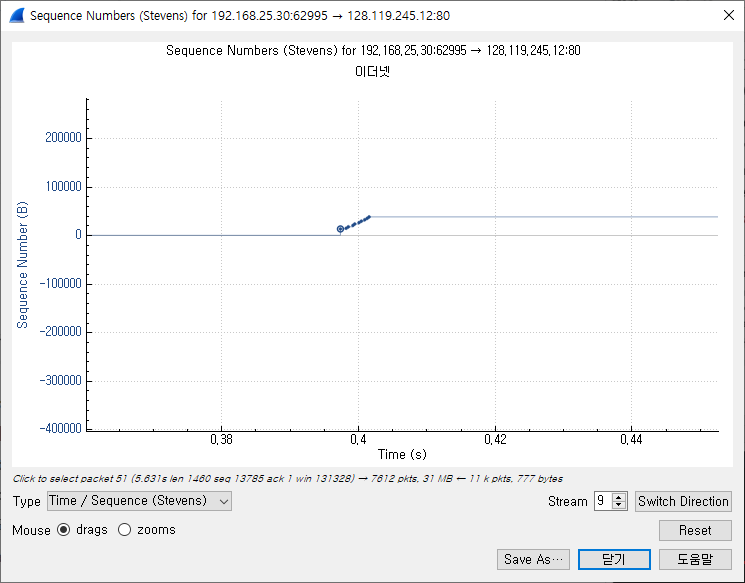 Sequence Numbers (Stevens) for 192.168.25.30:62995 → 128.119.245.12:80
Sequence Numbers (Stevens) for 192.168.25.30:62995 → 128.119.245.12:80
이더넷
Sequence Number (B)
200000
100000
0
-100000
-200000
-300000
-400000
0.38
0.4
0.42
0.44
Time (s)
Click to select packet 51 (5.631s len 1460 seq 13785 ack 1 win 131328) → 7612 pkts, 31 MB ← 11 k pkts, 777 bytes
Type Time / Sequence (Stevens) Stream 9 Switch Direction
Mouse drags zooms Reset
Save As… 닫기 도움말